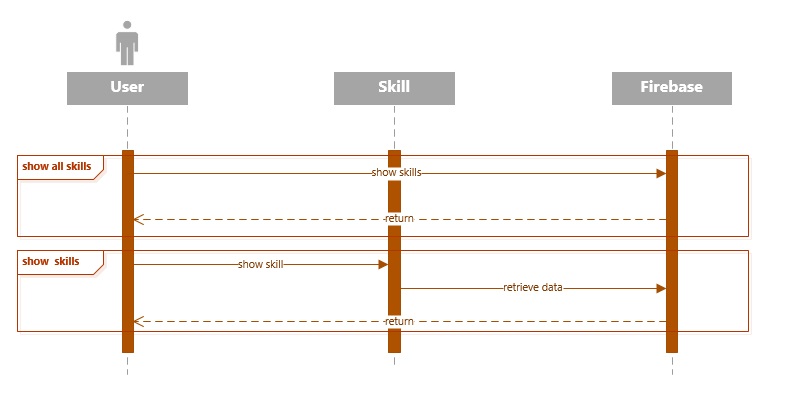 User
Skill
Firebase
show all skills
show skills
return
show skills
show skill
retrieve data
return